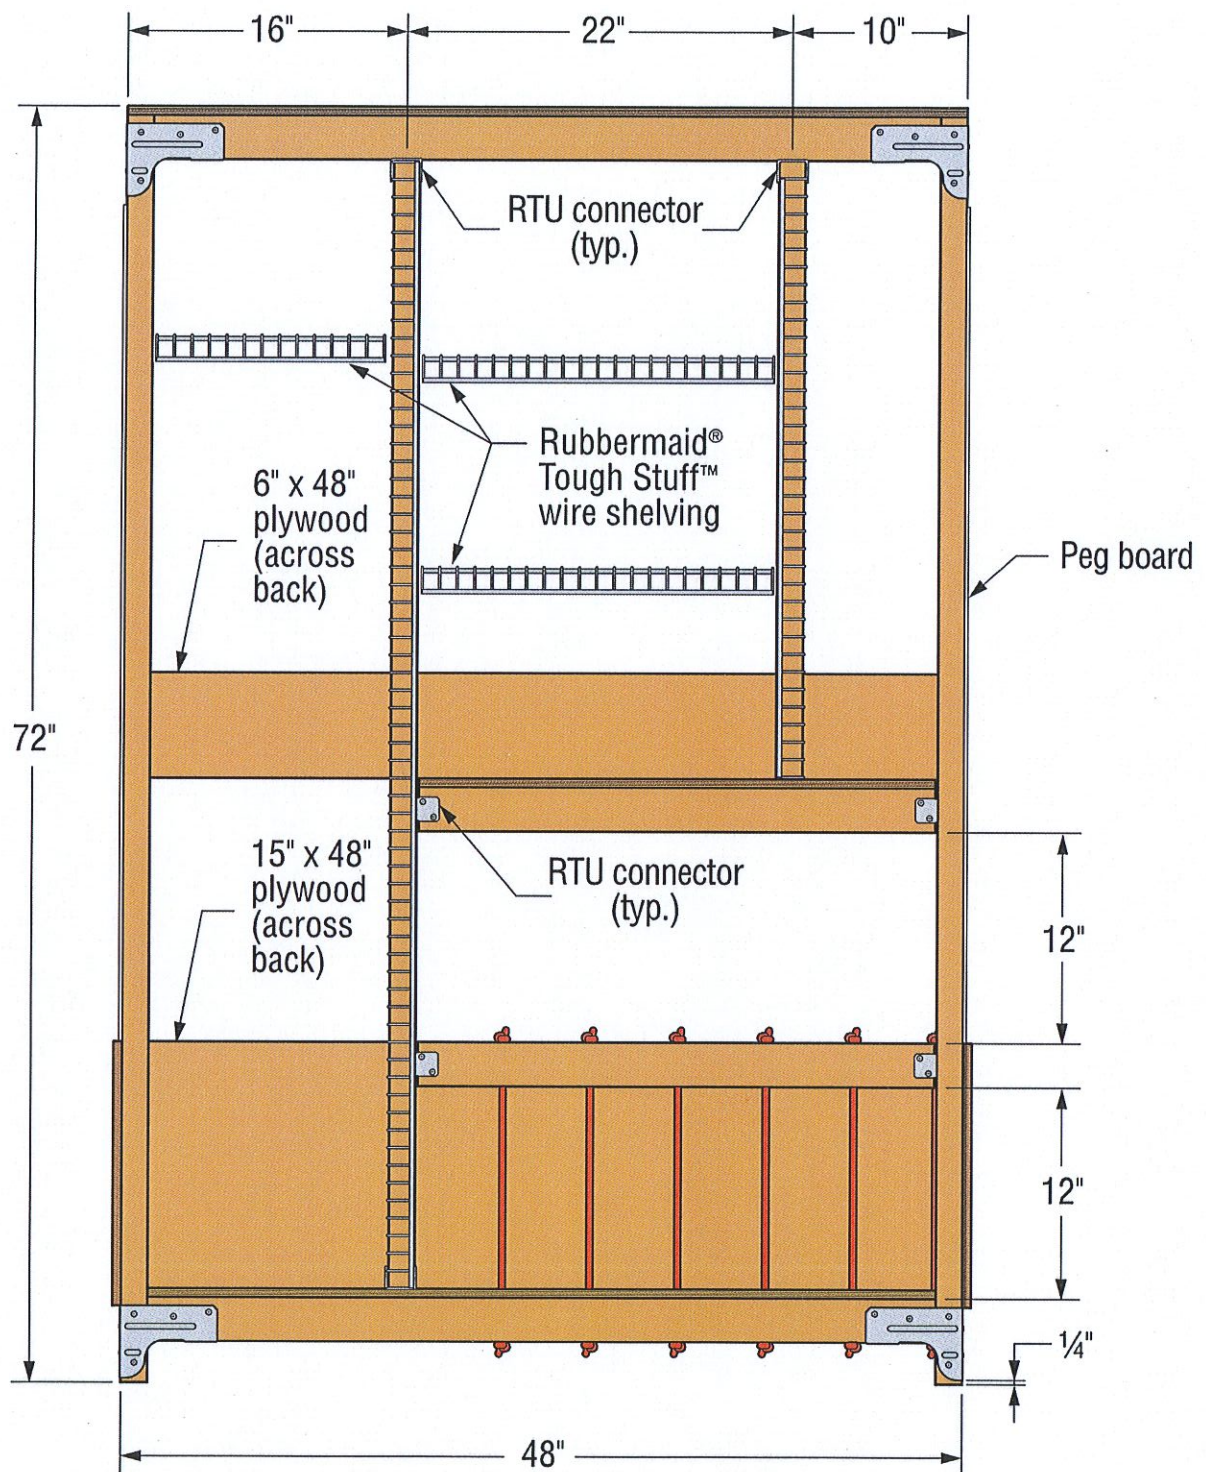 16"
22"
10"
RTU connector
(typ.)
Rubbermaid®
Tough Stuff™
wire shelving
6" x 48"
plywood
(across
back)
Peg board
72"
15" x 48"
plywood
(across
back)
RTU connector
(typ.)
12"
12"
¼"
48"